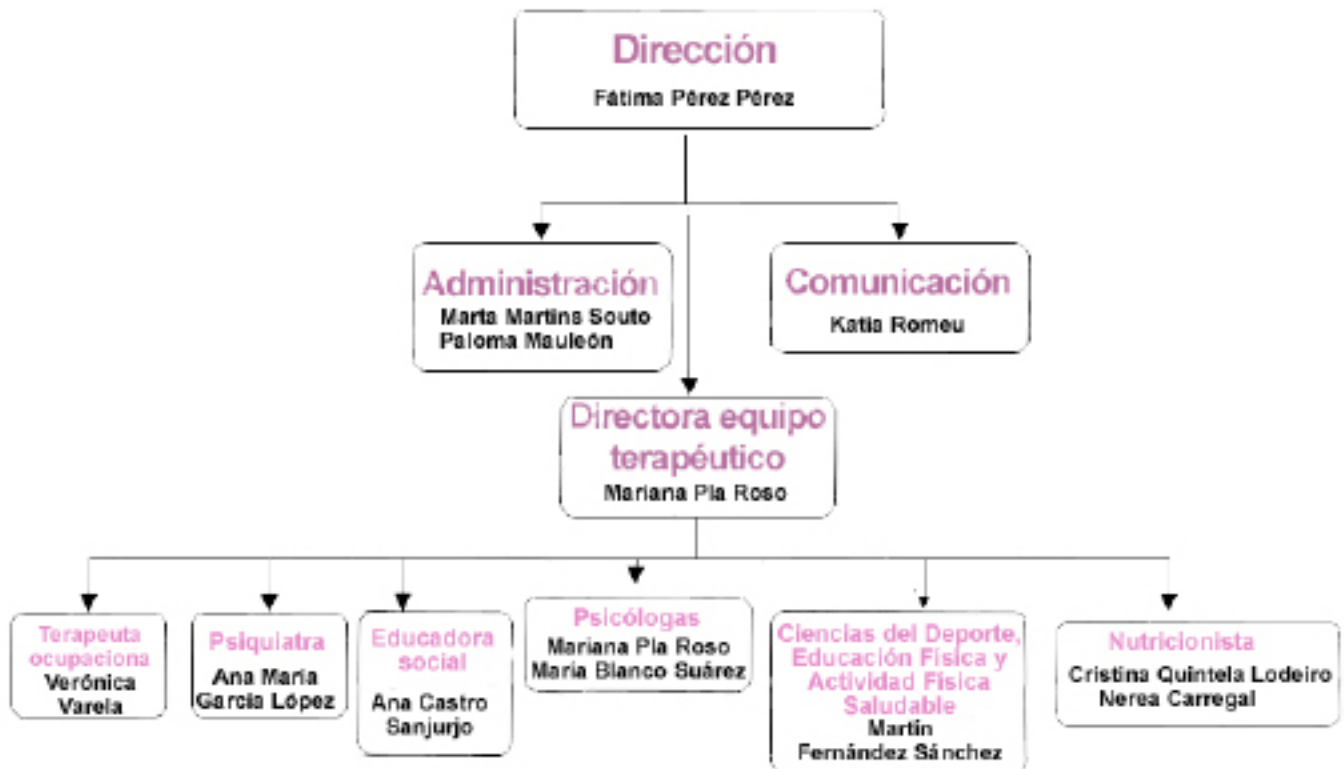 Dirección
Fátima Pérez Pérez
Administración
Marta Martins Souto
Paloma Mauleón
Comunicación
Katia Romeu
Directora equipo
terapéutico
Mariana Pla Roso
Terapeuta
ocupaciona
Verónica
Varela
Psiquiatra
Ana María
García López
Educadora
social
Ana Castro
Sanjurjo
Psicólogas
Mariana Pla Roso
María Blanco Suárez
Ciencias del Deporte,
Educación Física y
Actividad Física
Saludable
Martín
Fernández Sánchez
Nutricionista
Cristina Quintela Lodeiro
Nerea Carregal